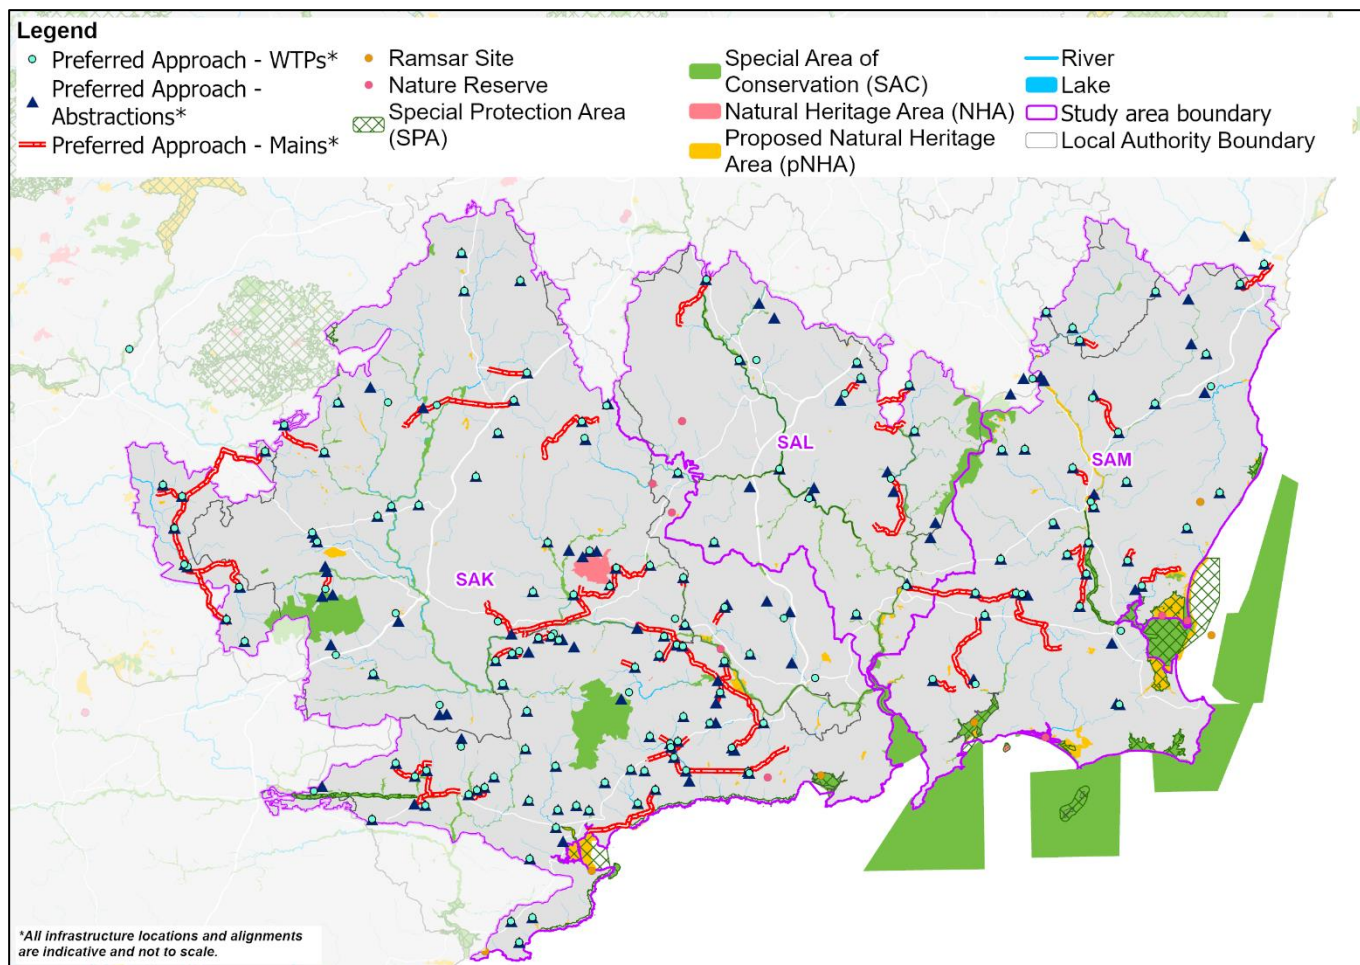 Legend
Preferred Approach - WTPs*
Preferred Approach -
Abstractions*
Preferred Approach - Mains*
Ramsar Site
Nature Reserve
Special Protection Area
(SPA)
Special Area of
Conservation (SAC)
Natural Heritage Area (NHA)
Proposed Natural Heritage
Area (pNHA)
River
Lake
Study area boundary
Local Authority Boundary
SAL
SAM
SAK
*All infrastructure locations and alignments
are indicative and not to scale.